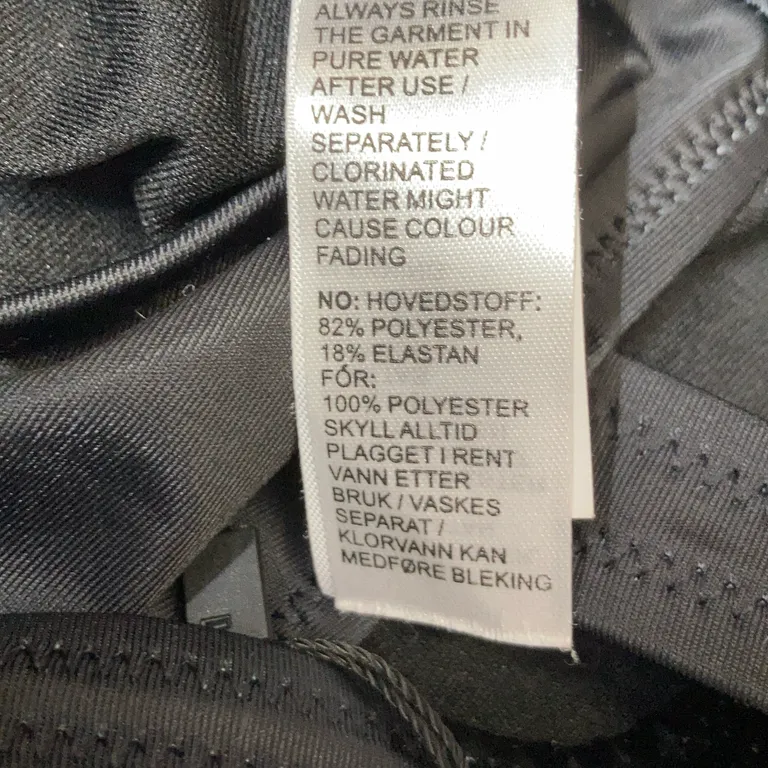 ALWAYS RINSE
THE GARMENT IN
PURE WATER
AFTER USE /
WASH
SEPARATELY /
CLORINATED
WATER MIGHT
CAUSE COLOUR
FADING
NO: HOVEDSTOFF:
82% POLYESTER,
18% ELASTAN
FÓR:
100% POLYESTER
SKYLL ALLTID
PLAGGET I RENT
VANN ETTER
BRUK / VASKES
SEPARAT /
KLORVANN KAN
MEDFØRE BLEKING